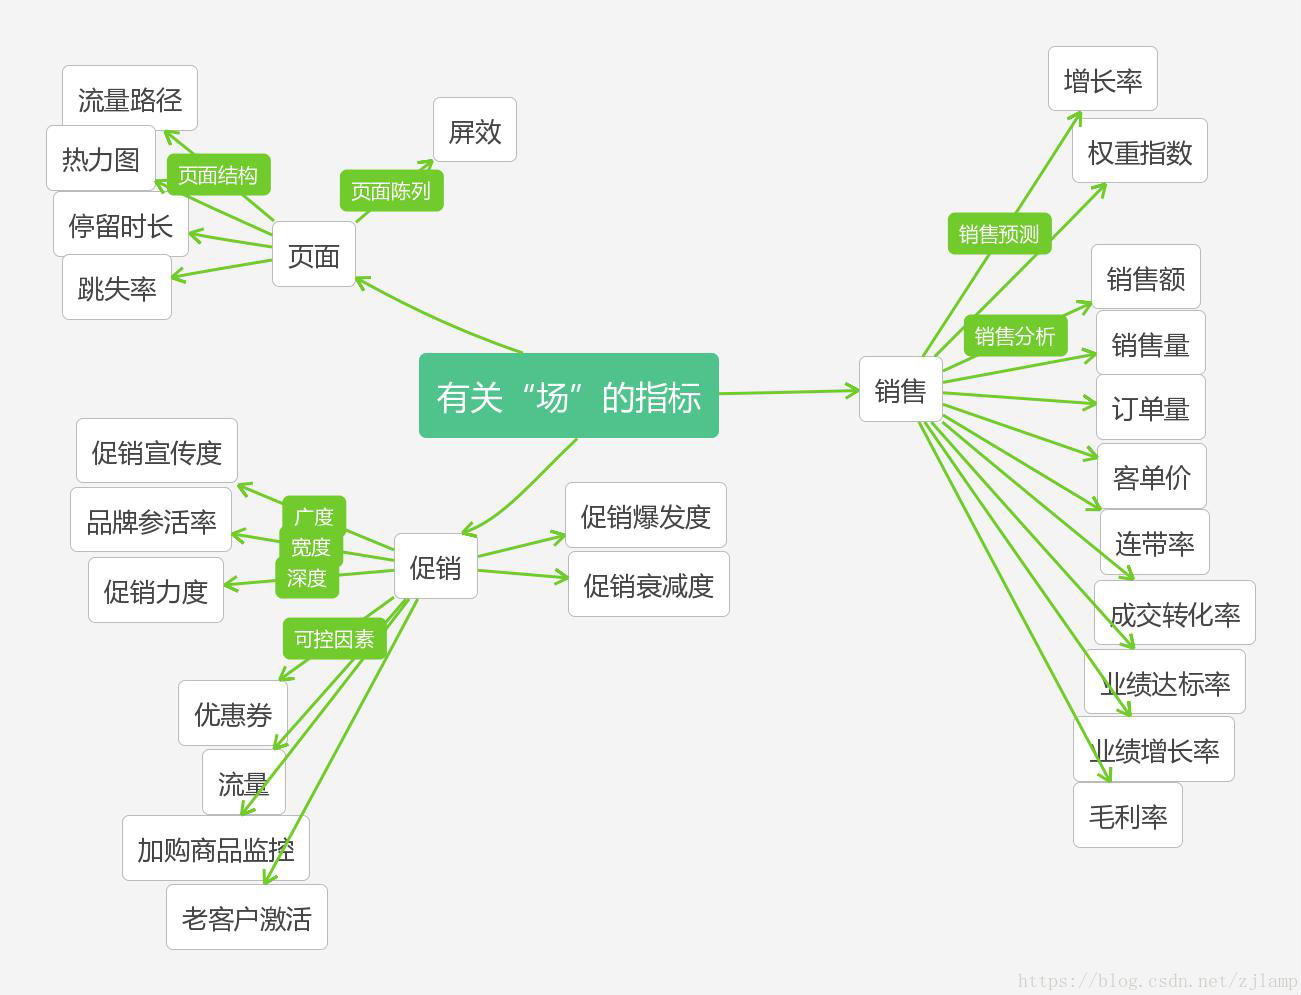 有关“场”的指标
页面
页面结构
流量路径
热力图
停留时长
跳失率
页面陈列
屏效
销售
销售预测
增长率
权重指数
销售分析
销售额
销售量
订单量
客单价
连带率
成交转化率
业绩达标率
业绩增长率
毛利率
促销
广度
促销宣传度
宽度
品牌参活率
深度
促销力度
促销爆发度
促销衰减度
可控因素
优惠券
流量
加购商品监控
老客户激活
https://blog.csdn.net/zjlamp